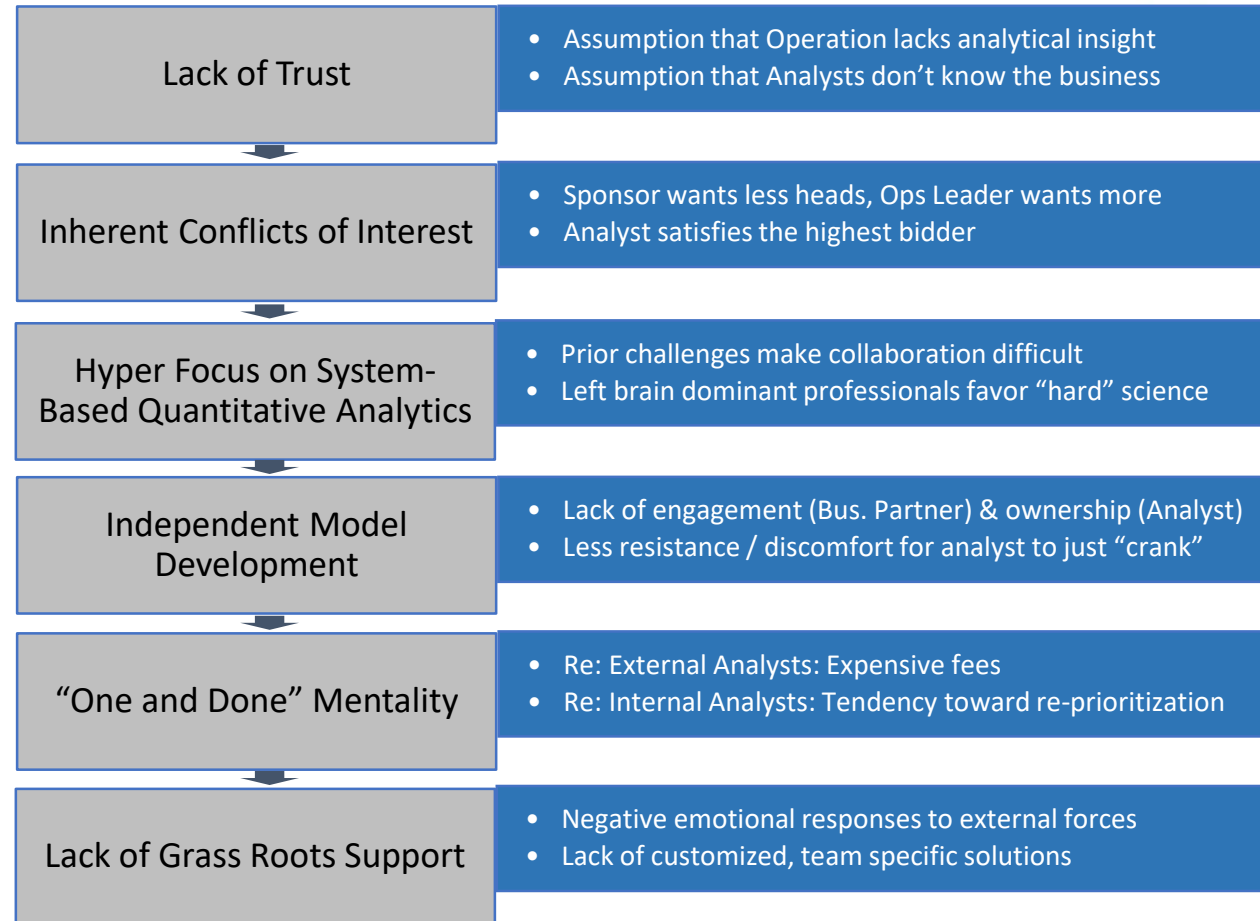 Lack of Trust
• Assumption that Operation lacks analytical insight
• Assumption that Analysts don’t know the business
Inherent Conflicts of Interest
• Sponsor wants less heads, Ops Leader wants more
• Analyst satisfies the highest bidder
Hyper Focus on System-
Based Quantitative Analytics
• Prior challenges make collaboration difficult
• Left brain dominant professionals favor “hard” science
Independent Model
Development
• Lack of engagement (Bus. Partner) & ownership (Analyst)
• Less resistance / discomfort for analyst to just “crank”
“One and Done” Mentality
• Re: External Analysts: Expensive fees
• Re: Internal Analysts: Tendency toward re-prioritization
Lack of Grass Roots Support
• Negative emotional responses to external forces
• Lack of customized, team specific solutions